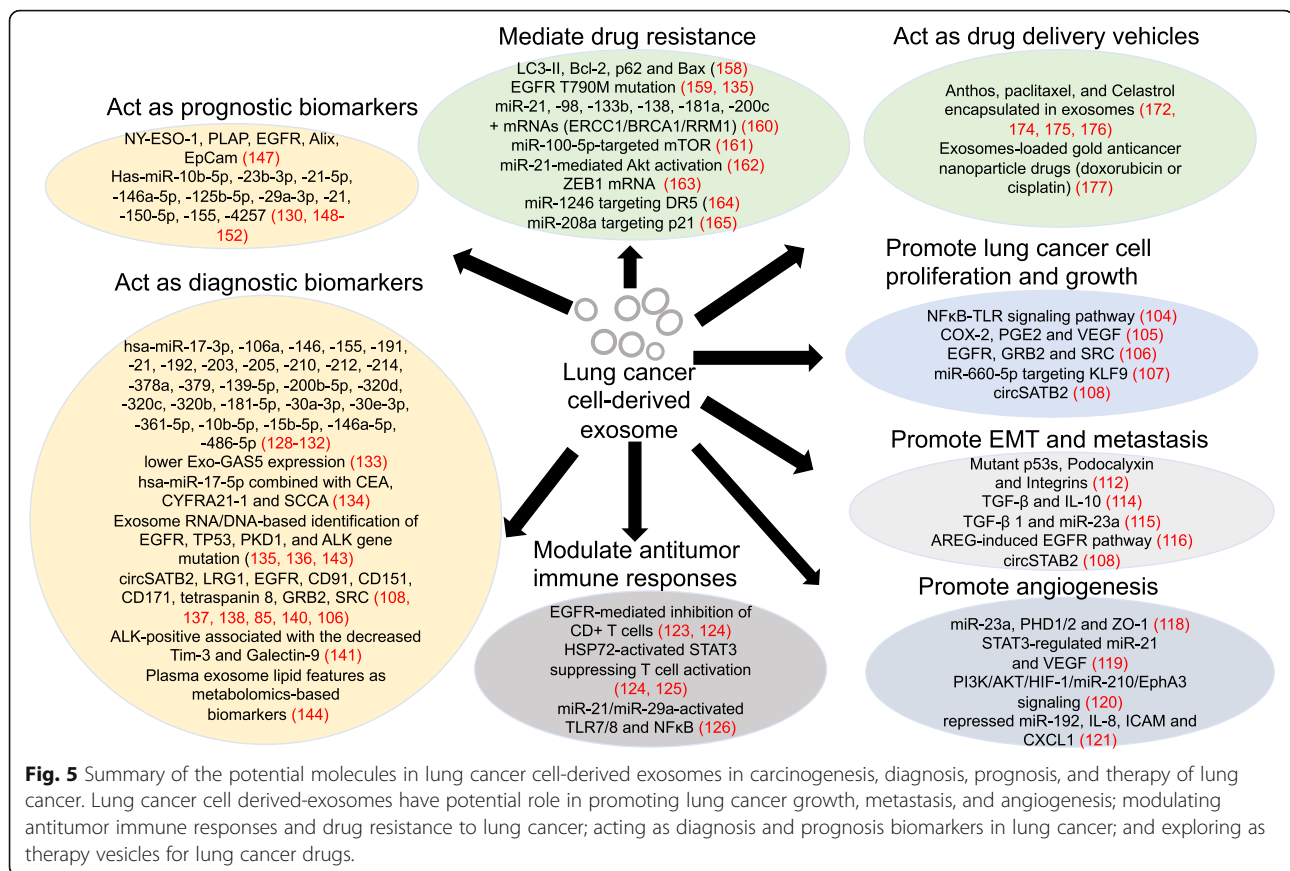 Mediate drug resistance
LC3-II, Bcl-2, p62 and Bax (158)
EGFR T790M mutation (159, 135)
miR-21, -98, -133b, -138, -181a, -200c
+ mRNAs (ERCC1/BRCA1/RRM1) (160)
miR-100-5p-targeted mTOR (161)
miR-21-mediated Akt activation (162)
ZEB1 mRNA (163)
miR-1246 targeting DR5 (164)
miR-208a targeting p21 (165)
Act as drug delivery vehicles
Anthos, paclitaxel, and Celastrol
encapsulated in exosomes (172,
174, 175, 176)
Exosomes-loaded gold anticancer
nanoparticle drugs (doxorubicin or
cisplatin) (177)
Act as prognostic biomarkers
NY-ESO-1, PLAP, EGFR, Alix,
EpCam (147)
Has-miR-10b-5p, -23b-3p, -21-5p,
-146a-5p, -125b-5p, -29a-3p, -21,
-150-5p, -155, -4257 (130, 148-
152)
Promote lung cancer cell
proliferation and growth
NFκB-TLR signaling pathway (104)
COX-2, PGE2 and VEGF (105)
EGFR, GRB2 and SRC (106)
miR-660-5p targeting KLF9 (107)
circSATB2 (108)
Act as diagnostic biomarkers
hsa-miR-17-3p, -106a, -146, -155, -191,
-21, -192, -203, -205, -210, -212, -214,
-378a, -379, -139-5p, -200b-5p, -320d,
-320c, -320b, -181-5p, -30a-3p, -30e-3p,
-361-5p, -10b-5p, -15b-5p, -146a-5p,
-486-5p (128-132)
lower Exo-GAS5 expression (133)
hsa-miR-17-5p combined with CEA,
CYFRA21-1 and SCCA (134)
Exosome RNA/DNA-based identification of
EGFR, TP53, PKD1, and ALK gene
mutation (135, 136, 143)
circSATB2, LRG1, EGFR, CD91, CD151,
CD171, tetraspanin 8, GRB2, SRC (108,
137, 138, 85, 140, 106)
ALK-positive associated with the decreased
Tim-3 and Galectin-9 (141)
Plasma exosome lipid features as
metabolomics-based
biomarkers (144)
Lung cancer
cell-derived
exosome
Promote EMT and metastasis
Mutant p53s, Podocalyxin
and Integrins (112)
TGF-β and IL-10 (114)
TGF-β 1 and miR-23a (115)
AREG-induced EGFR pathway (116)
circSTAB2 (108)
Modulate antitumor
immune responses
EGFR-mediated inhibition of
CD+ T cells (123, 124)
HSP72-activated STAT3
suppressing T cell activation
(124, 125)
miR-21/miR-29a-activated
TLR7/8 and NFκB (126)
Promote angiogenesis
miR-23a, PHD1/2 and ZO-1 (118)
STAT3-regulated miR-21
and VEGF (119)
PI3K/AKT/HIF-1/miR-210/EphA3
signaling (120)
repressed miR-192, IL-8, ICAM and
CXCL1 (121)
Fig. 5 Summary of the potential molecules in lung cancer cell-derived exosomes in carcinogenesis, diagnosis, prognosis, and therapy of lung
cancer. Lung cancer cell derived-exosomes have potential role in promoting lung cancer growth, metastasis, and angiogenesis; modulating
antitumor immune responses and drug resistance to lung cancer; acting as diagnosis and prognosis biomarkers in lung cancer; and exploring as
therapy vesicles for lung cancer drugs.